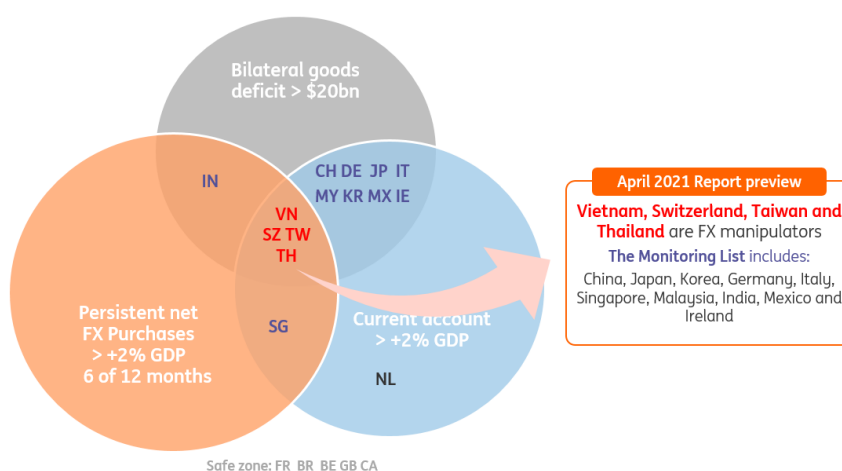 Bilateral goods
deficit > $20bn
IN
CH DE JP IT
MY KR MX IE
VN
SZ TW
TH
Persistent net
FX Purchases
> +2% GDP
6 of 12 months
SG
Current account
> +2% GDP
NL
Safe zone: FR BR BE GB CA
April 2021 Report preview
Vietnam, Switzerland, Taiwan and
Thailand are FX manipulators
The Monitoring List includes:
China, Japan, Korea, Germany, Italy,
Singapore, Malaysia, India, Mexico and
Ireland